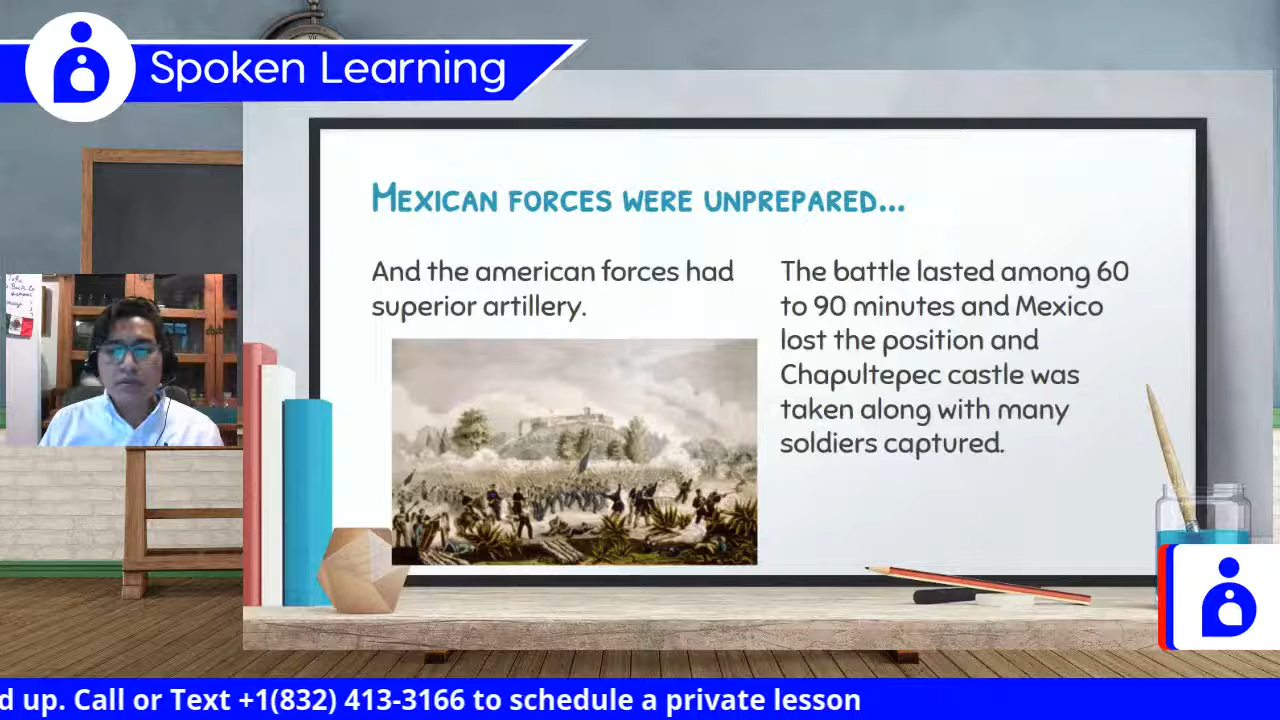 Spoken Learning
Mexican forces were unprepared...
And the american forces had
superior artillery.
The battle lasted among 60
to 90 minutes and Mexico
lost the position and
Chapultepec castle was
taken along with many
soldiers captured.
d up. Call or Text +1(832) 413-3166 to schedule a private lesson